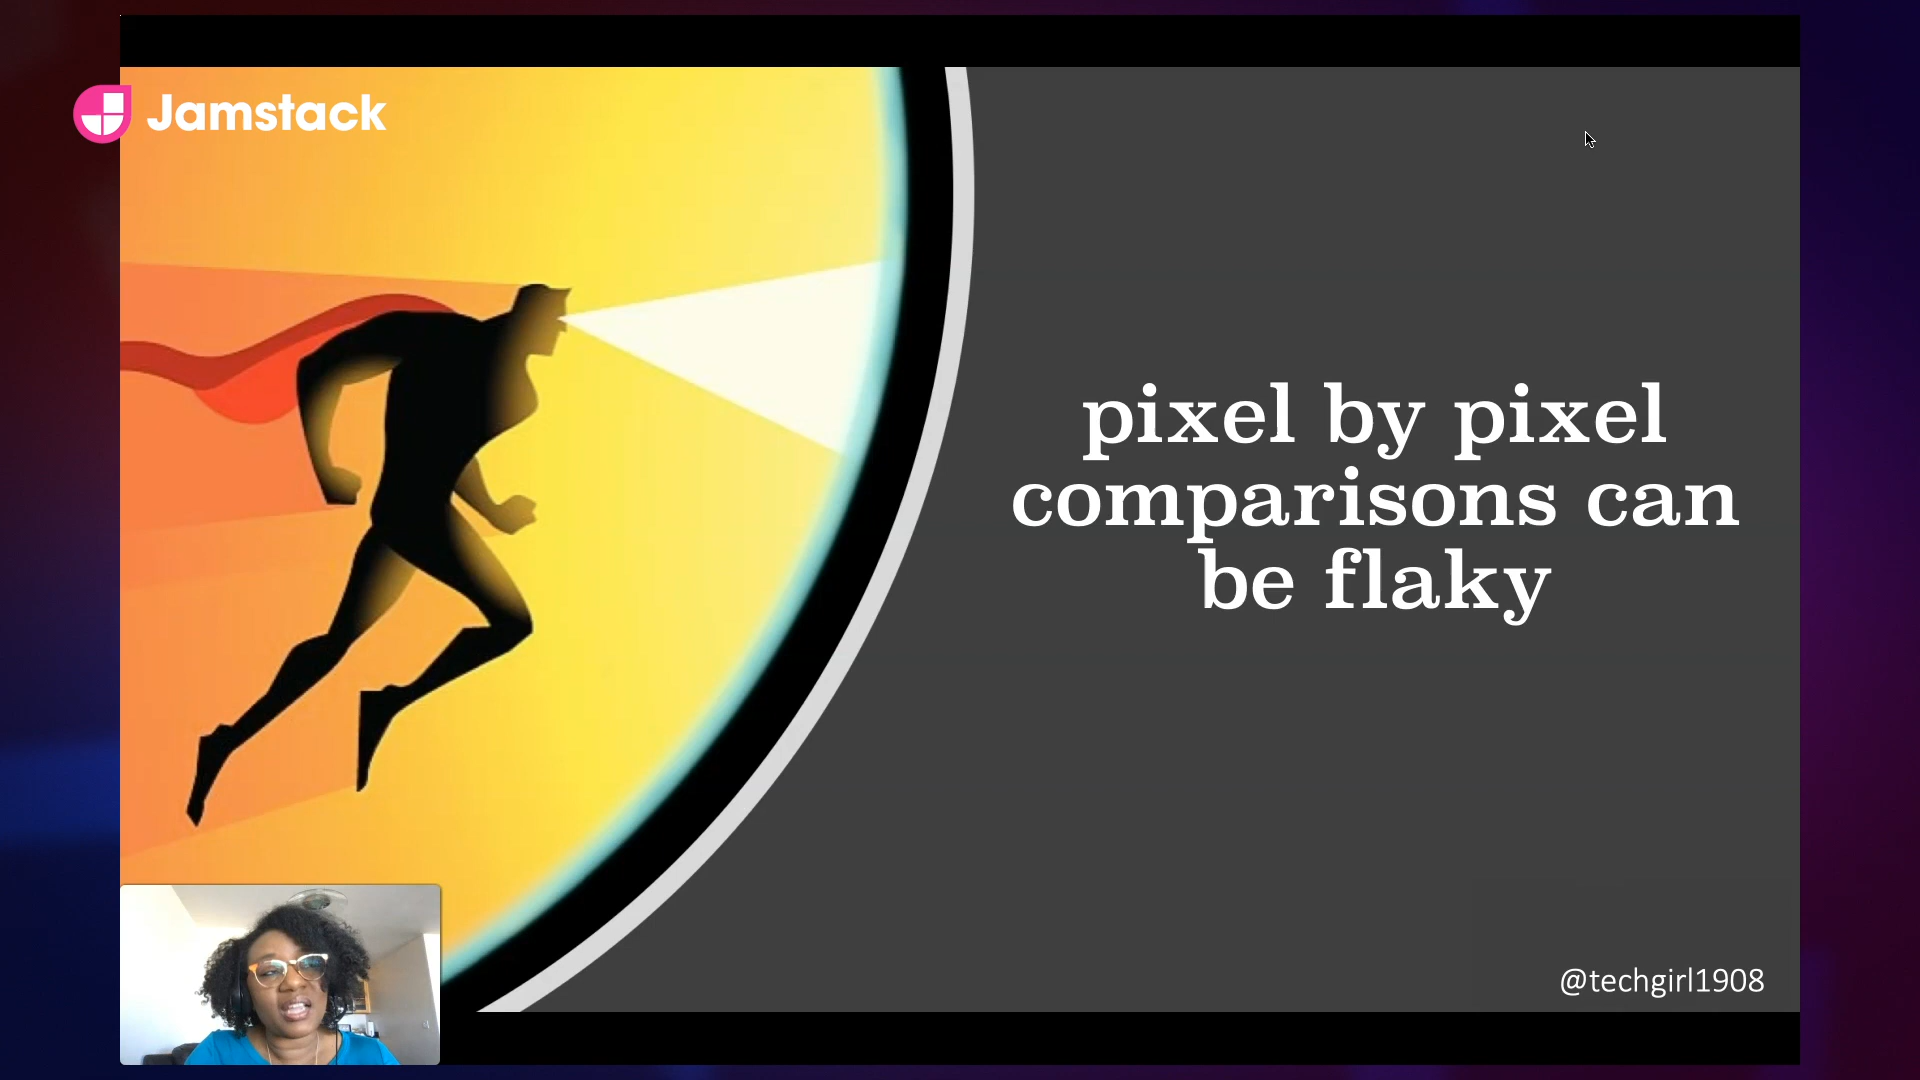 Jamstack
pixel by pixel
comparisons can
be flaky
@techgirl1908